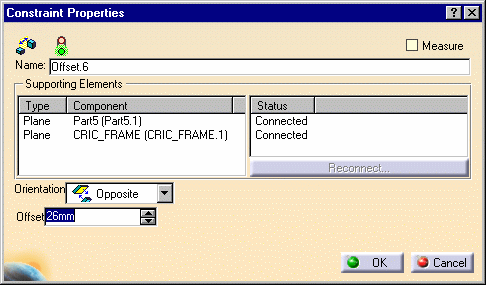 Constraint Properties
Measure
Name: Offset.6
Supporting Elements
Type Component Status
Plane Part5 (Part5.1) Connected
Plane CRIC_FRAME (CRIC_FRAME.1) Connected
Reconnect...
Orientation Opposite
Offset 26mm
OK Cancel